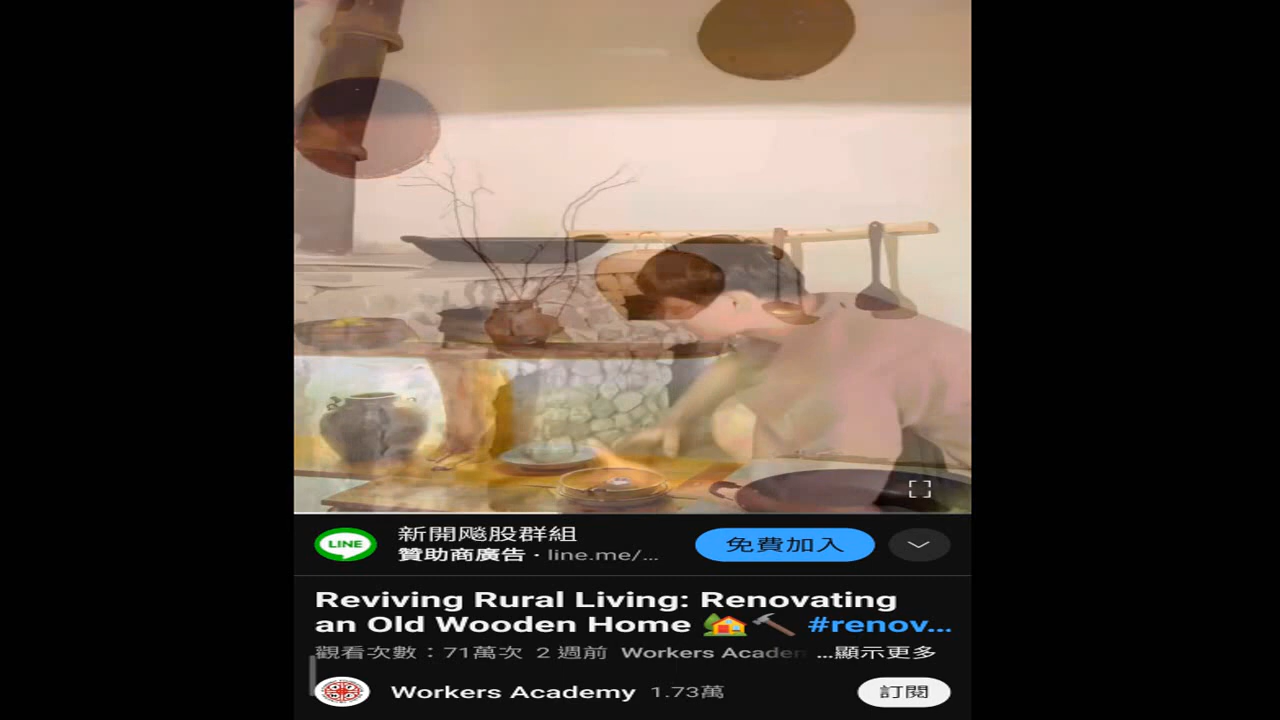 LINE
新開飈股群組
贊助商廣告 · line.me/...
免費加入
Reviving Rural Living: Renovating
an Old Wooden Home 🏡🔨 #renov...
觀看次數：71萬次 2 週前 Workers Academ ...顯示更多
Workers Academy 1.73萬
訂閱